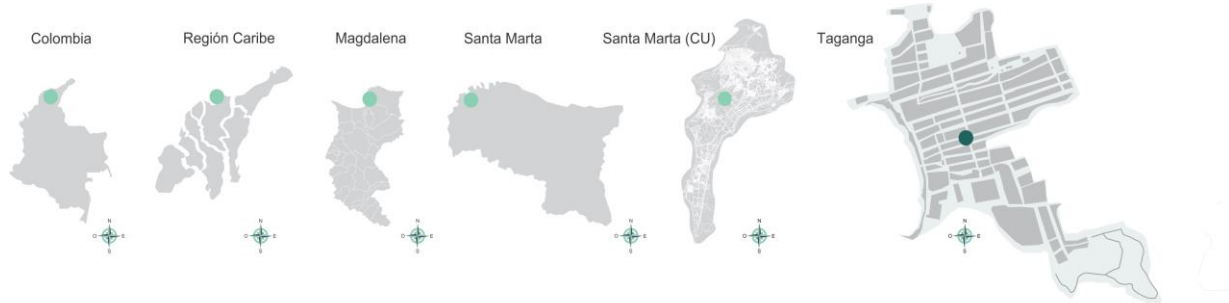 Colombia
Región Caribe
Magdalena
Santa Marta
Santa Marta (CU)
Taganga
N
O E
S
N
O E
S
N
O E
S
N
O E
S
N
O E
S
N
O E
S